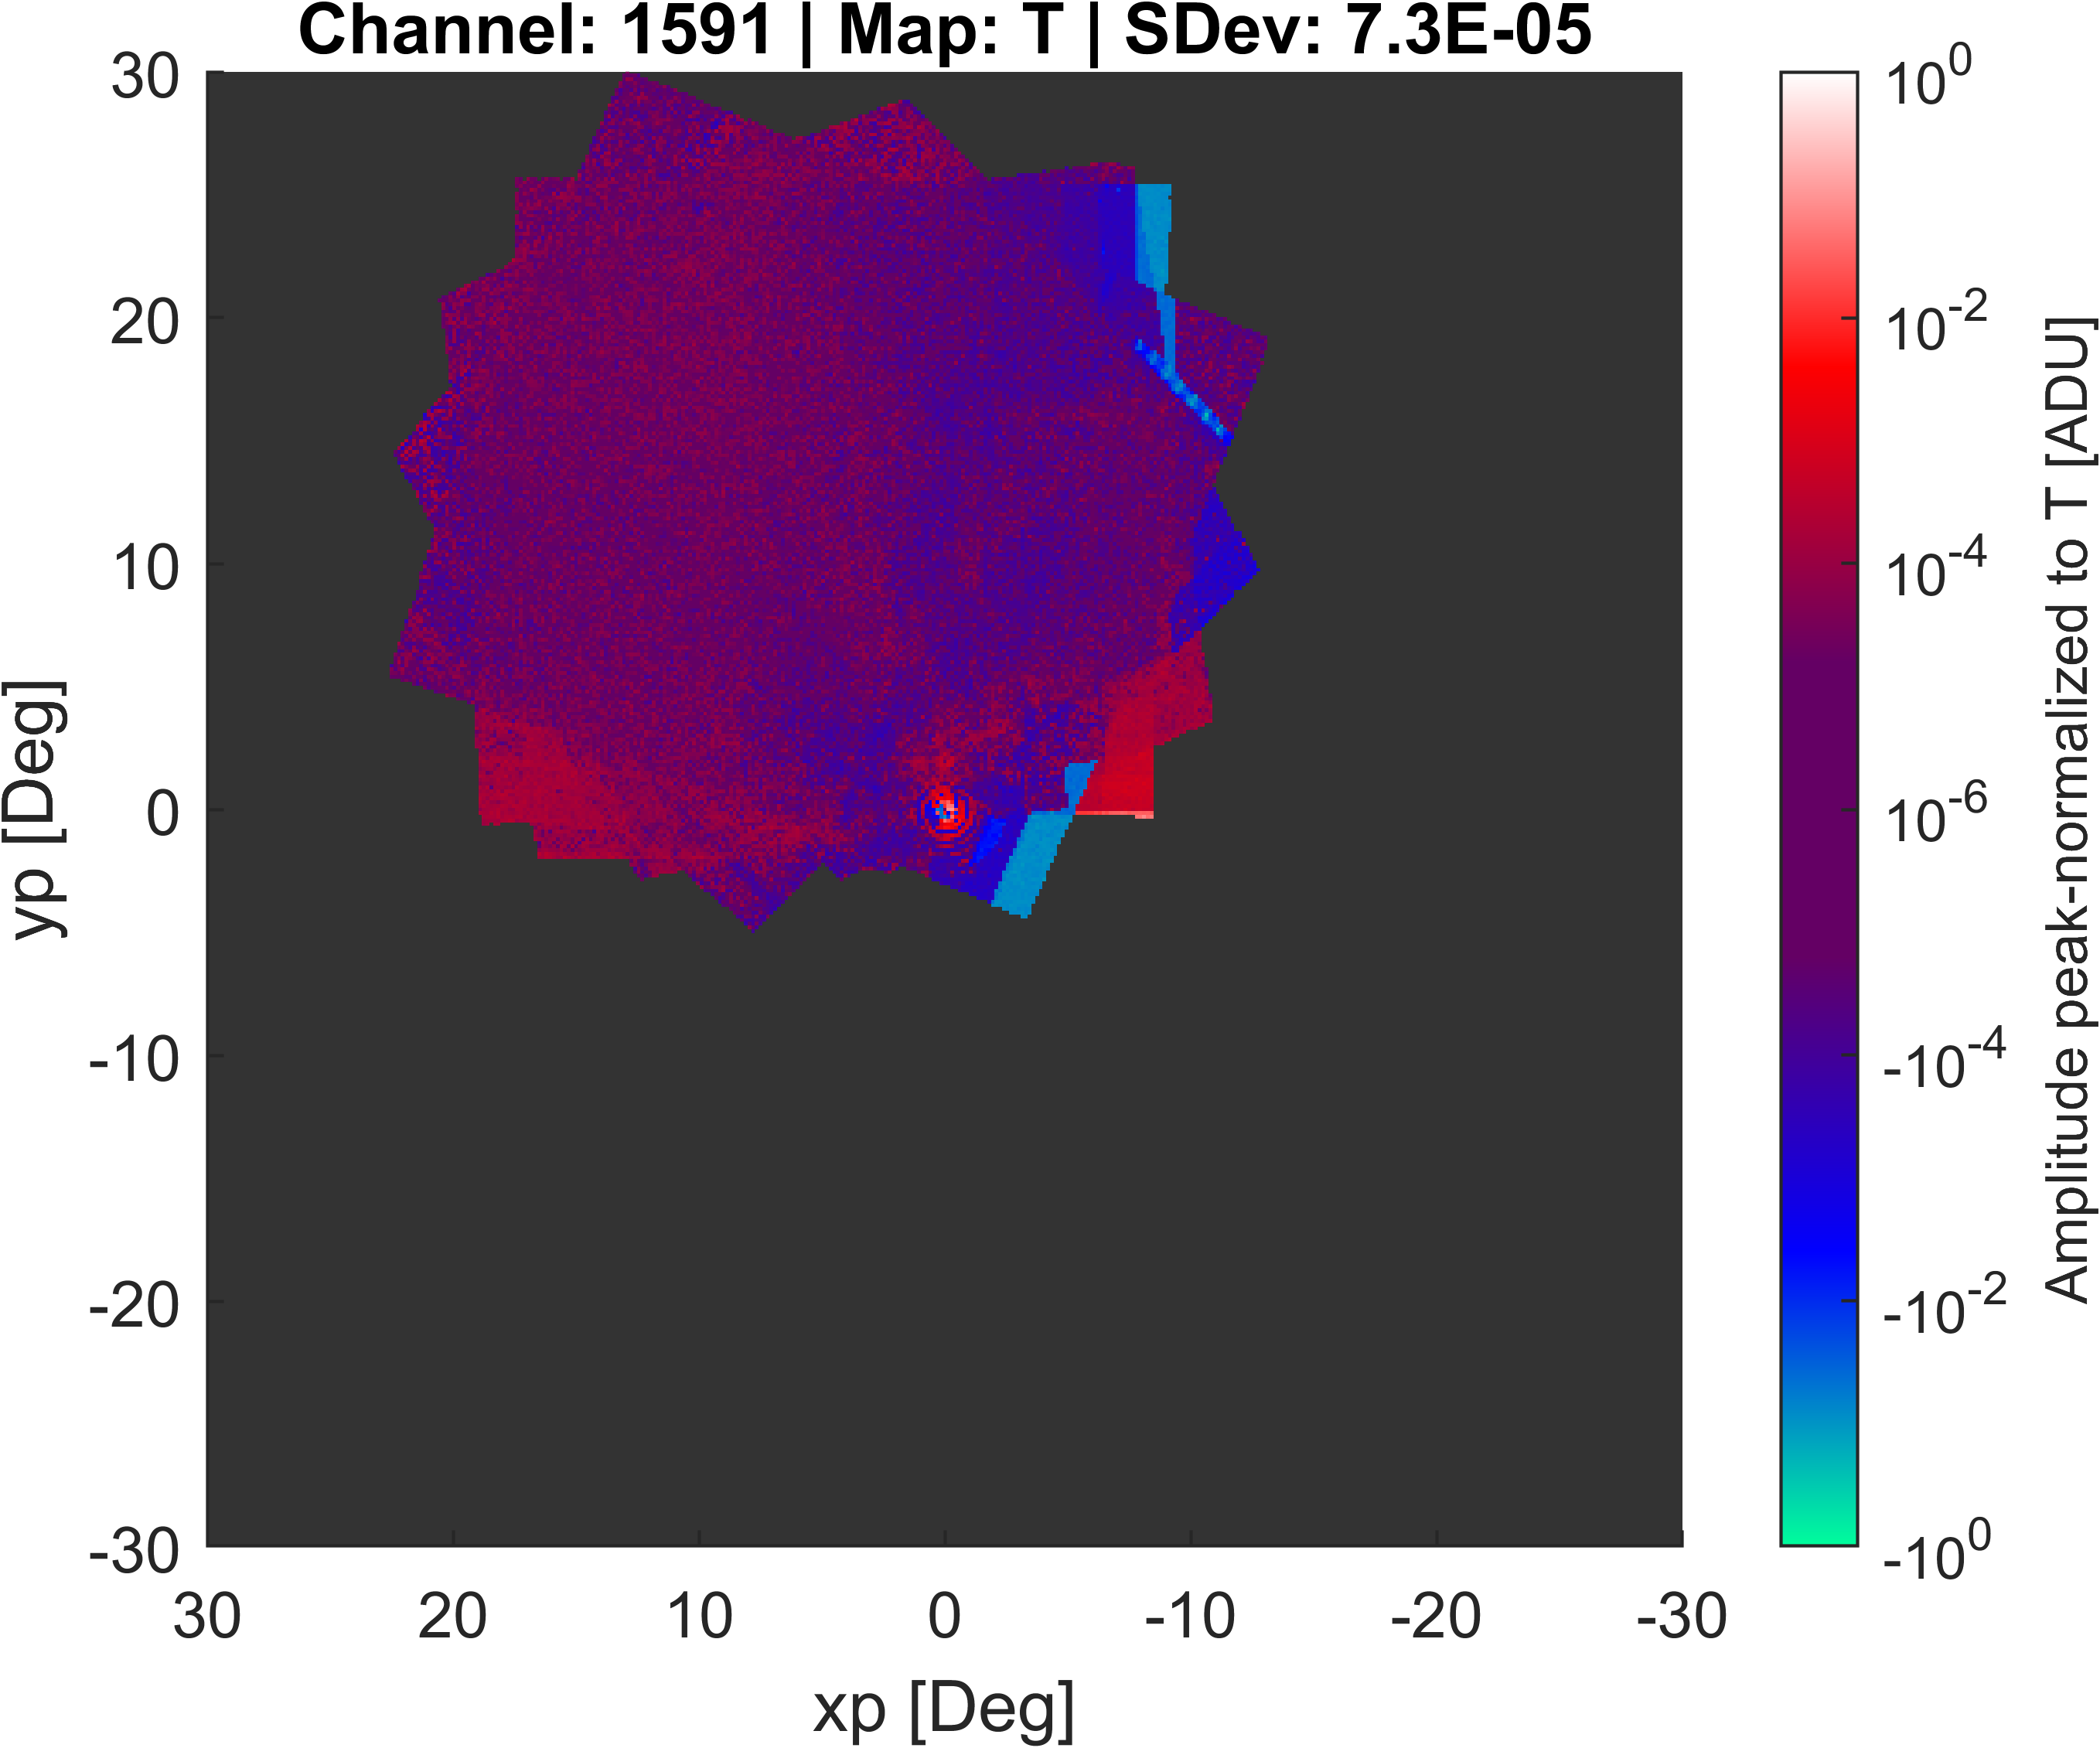 Channel: 1591 | Map: T | SDev: 7.3E-05
30
20
10
0
-10
-20
-30
30 20 10 0 -10 -20 -30
xp [Deg]
yp [Deg]
10^0
10^-2
10^-4
10^-6
-10^-4
-10^-2
-10^0
Amplitude peak-normalized to T [ADU]